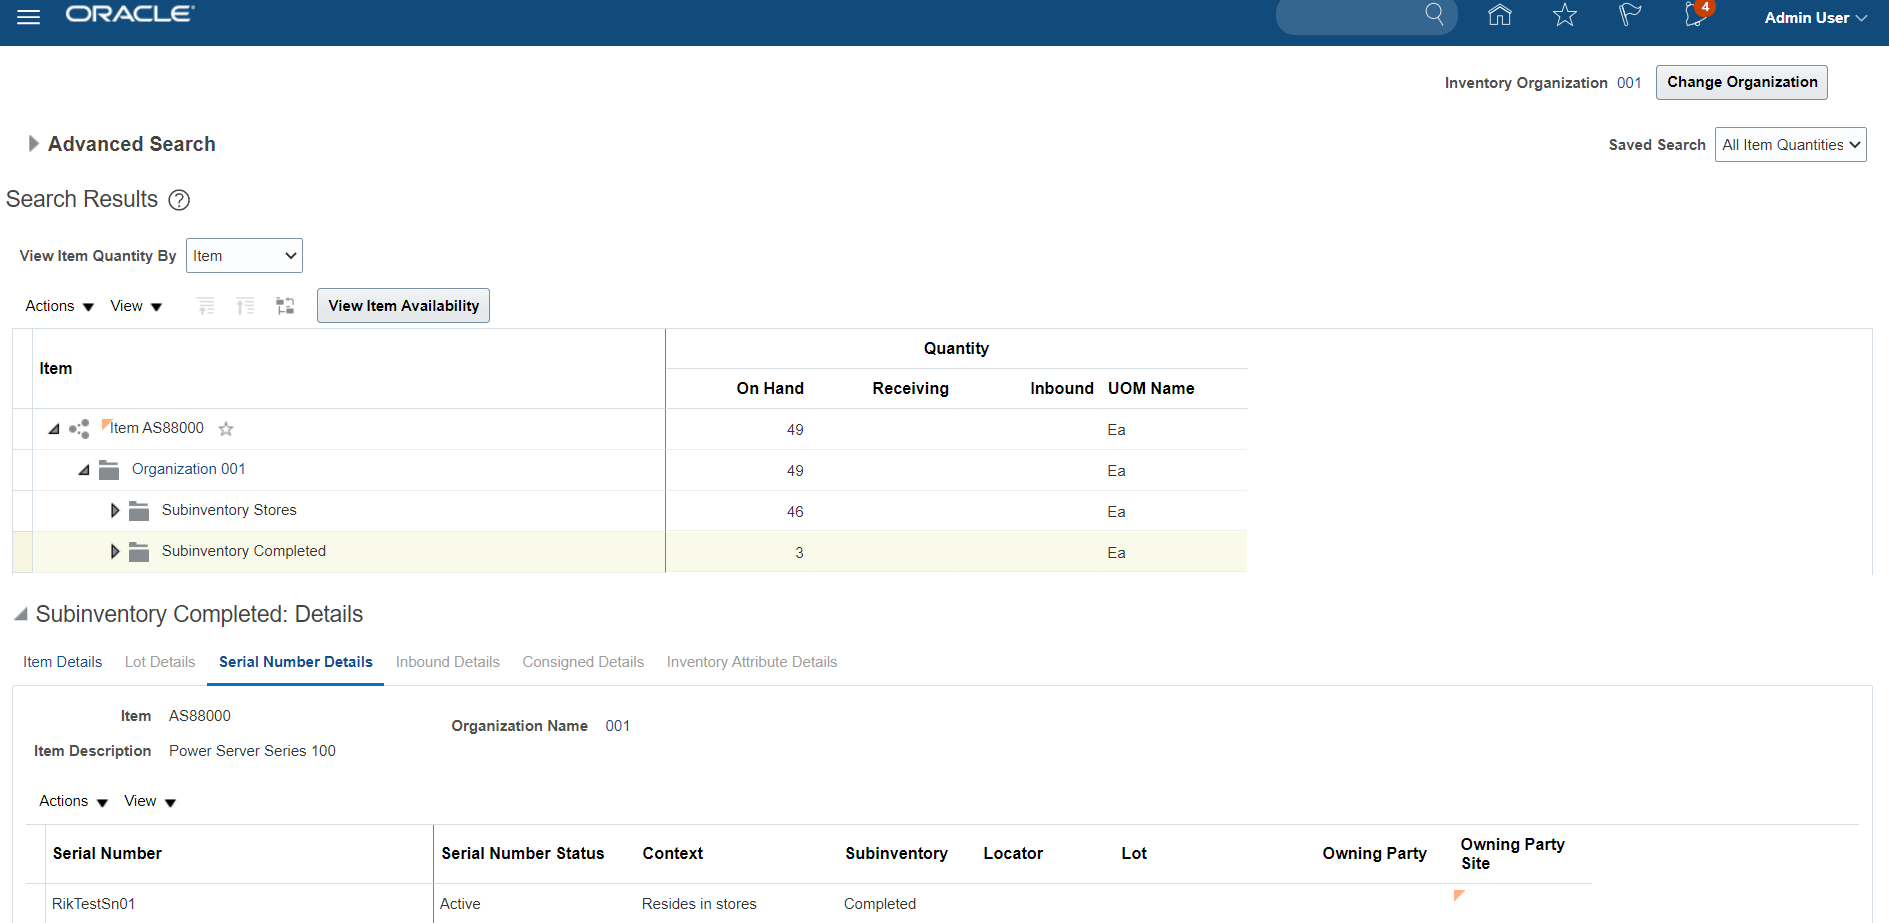 ORACLE
4
Admin User
Inventory Organization 001 Change Organization
Advanced Search
Saved Search All Item Quantities
Search Results ?
View Item Quantity By Item
Actions View View Item Availability
Quantity
Item
On Hand Receiving Inbound UOM Name
Item AS88000 49 Ea
Organization 001 49 Ea
Subinventory Stores 46 Ea
Subinventory Completed 3 Ea
Subinventory Completed: Details
Item Details Lot Details Serial Number Details Inbound Details Consigned Details Inventory Attribute Details
Item AS88000
Organization Name 001
Item Description Power Server Series 100
Actions View
Serial Number Serial Number Status Context Subinventory Locator Lot Owning Party Owning Party
Site
RikTestSn01 Active Resides in stores Completed